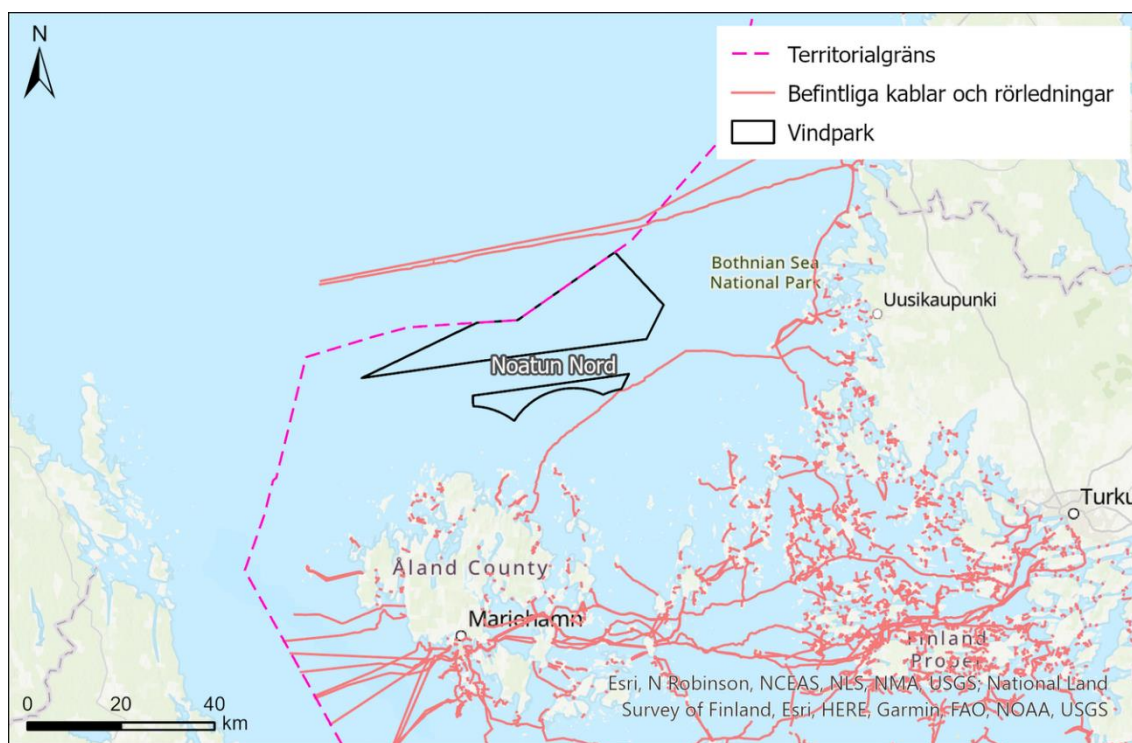 N
Territorialgräns
Befintliga kablar och rörledningar
Vindpark
Bothnian Sea
National Park
Uusikaupunki
Noatun Nord
Turku
Åland County
Mariehamn
Finland
Proper
Esri, N Robinson, NCEAS, NLS, NMA, USGS; National Land
Survey of Finland, Esri, HERE, Garmin, FAO, NOAA, USGS
0 20 40
km